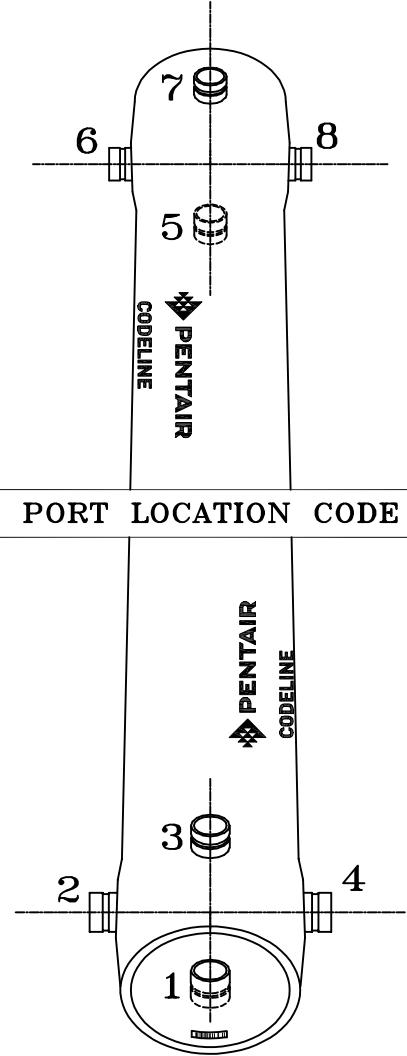 7
6
8
5
CODELINE
PENTAIR
PORT LOCATION CODE
PENTAIR
CODELINE
3
2
4
1